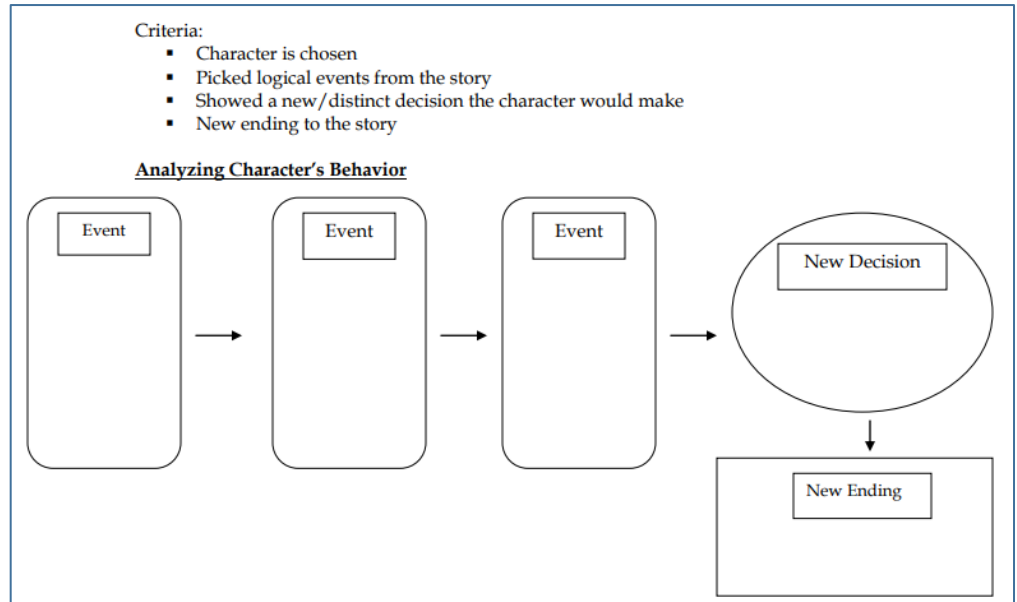 Criteria:
▪ Character is chosen
▪ Picked logical events from the story
▪ Showed a new/distinct decision the character would make
▪ New ending to the story
Analyzing Character's Behavior
Event
Event
Event
New Decision
New Ending